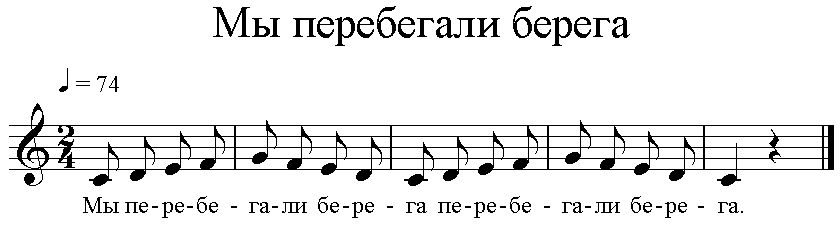 Мы перебегали берега
♩ = 74
2
4
Мы пе-ре-бе - га-ли бе-ре - га пе-ре-бе - га-ли бе-ре - га.